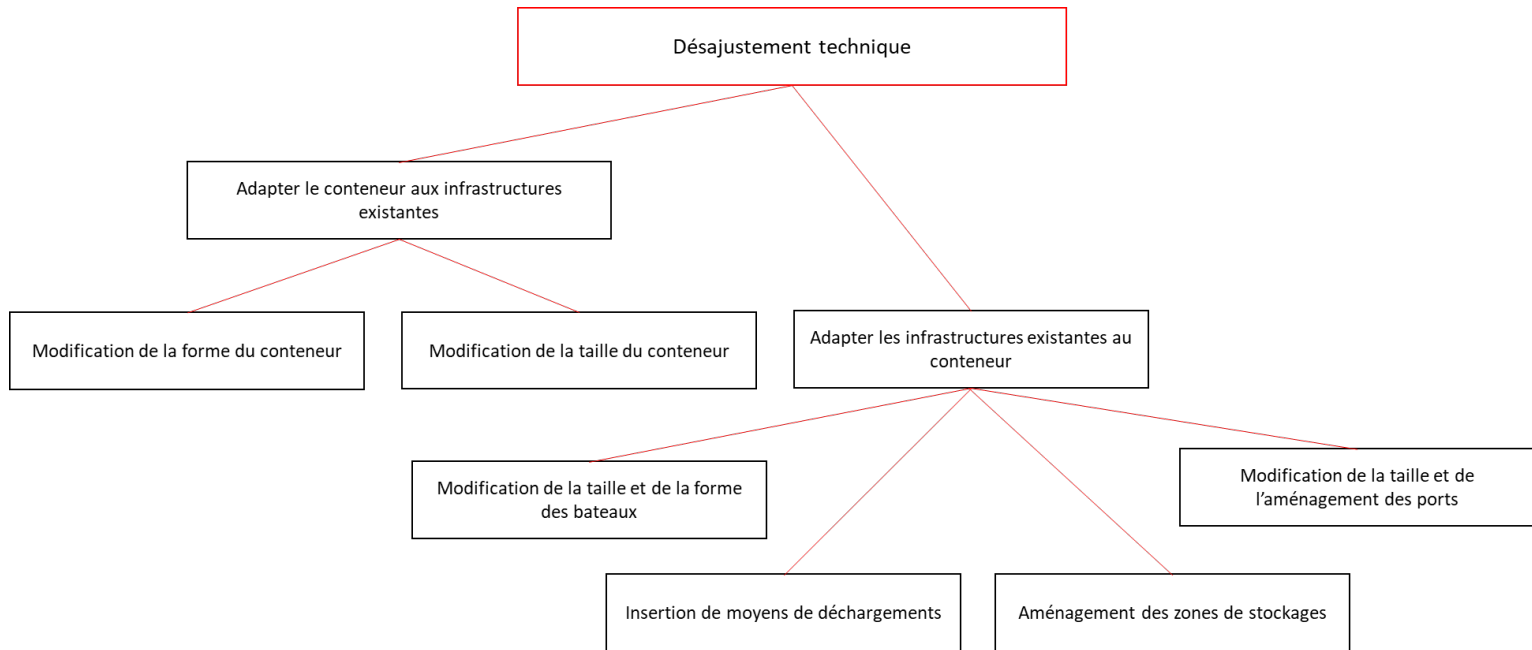 Désajustement technique
Adapter le conteneur aux infrastructures
existantes
Modification de la forme du conteneur
Modification de la taille du conteneur
Adapter les infrastructures existantes au
conteneur
Modification de la taille et de la forme
des bateaux
Modification de la taille et de
l’aménagement des ports
Insertion de moyens de déchargements
Aménagement des zones de stockages